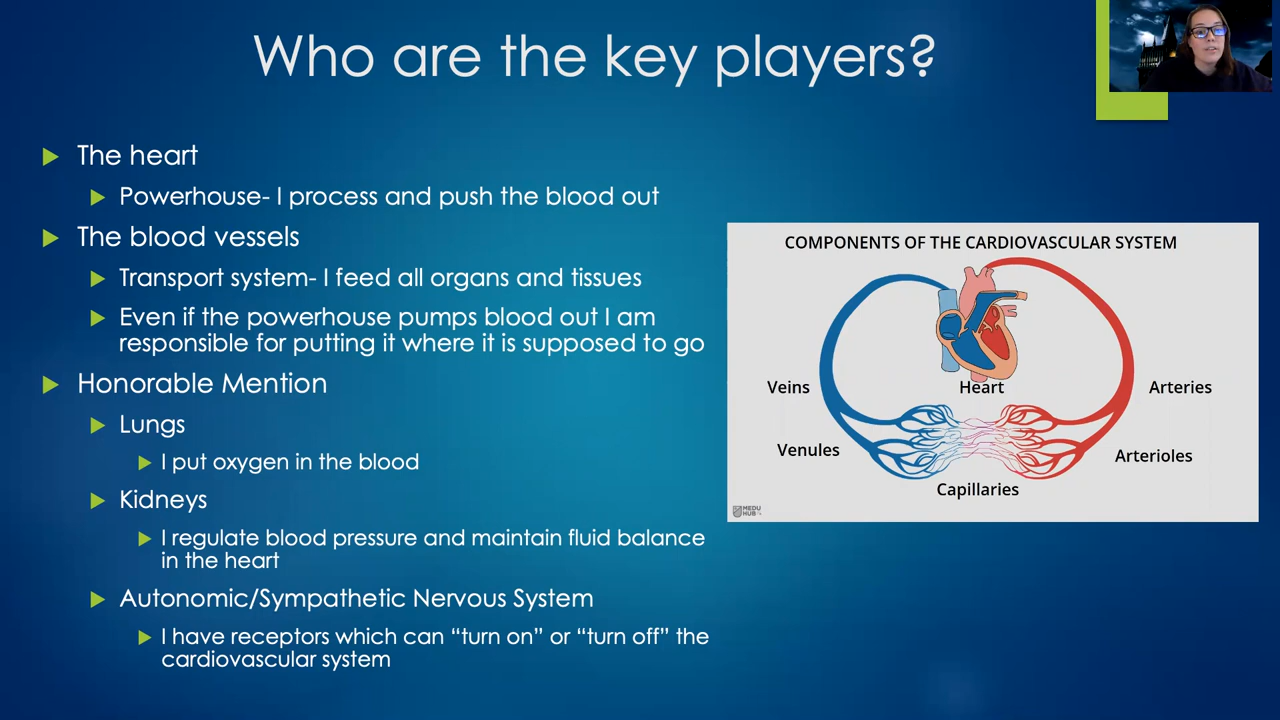 Who are the key players?
The heart
Powerhouse- I process and push the blood out
The blood vessels
Transport system- I feed all organs and tissues
Even if the powerhouse pumps blood out I am
responsible for putting it where it is supposed to go
Honorable Mention
Lungs
I put oxygen in the blood
Kidneys
I regulate blood pressure and maintain fluid balance
in the heart
Autonomic/Sympathetic Nervous System
I have receptors which can “turn on” or “turn off” the
cardiovascular system
COMPONENTS OF THE CARDIOVASCULAR SYSTEM
Veins
Heart
Arteries
Venules
Arterioles
Capillaries
MEDU
HUB